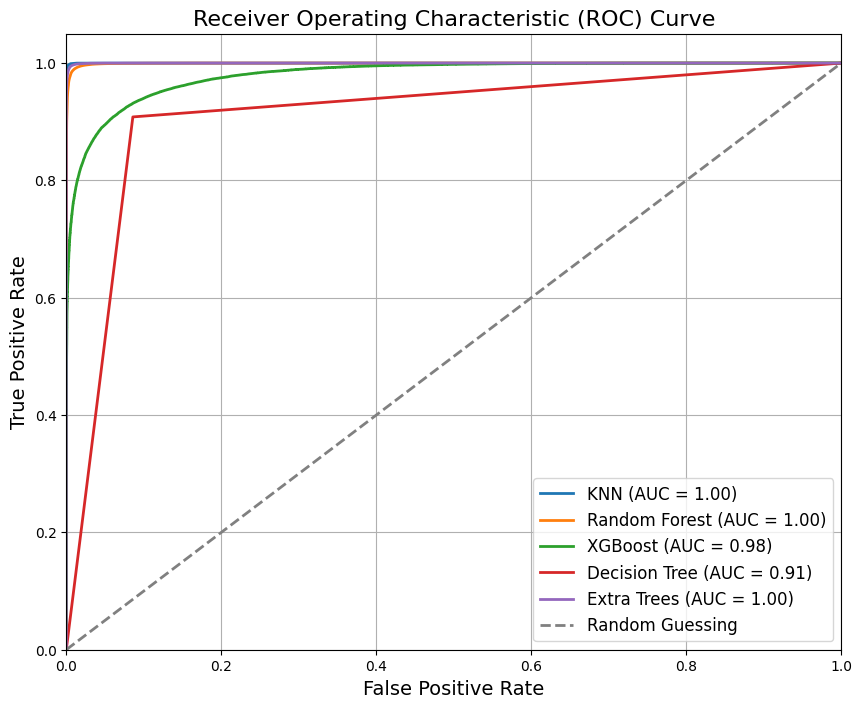 Receiver Operating Characteristic (ROC) Curve
True Positive Rate
1.0
0.8
0.6
0.4
0.2
0.0
KNN (AUC = 1.00)
Random Forest (AUC = 1.00)
XGBoost (AUC = 0.98)
Decision Tree (AUC = 0.91)
Extra Trees (AUC = 1.00)
Random Guessing
0.0 0.2 0.4 0.6 0.8 1.0
False Positive Rate